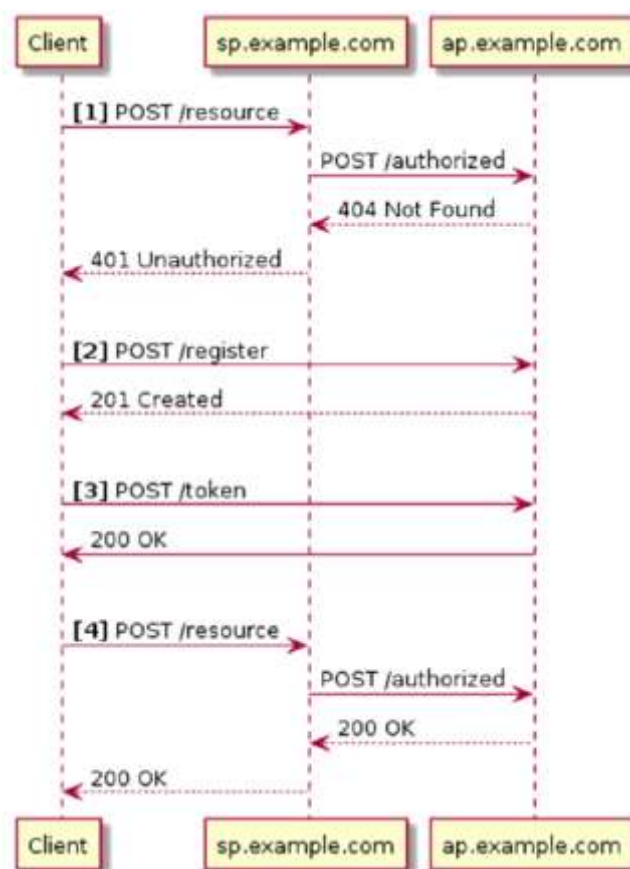 Client sp.example.com ap.example.com
[1] POST /resource
POST /authorized
404 Not Found
401 Unauthorized
[2] POST /register
201 Created
[3] POST /token
200 OK
[4] POST /resource
POST /authorized
200 OK
200 OK
Client sp.example.com ap.example.com